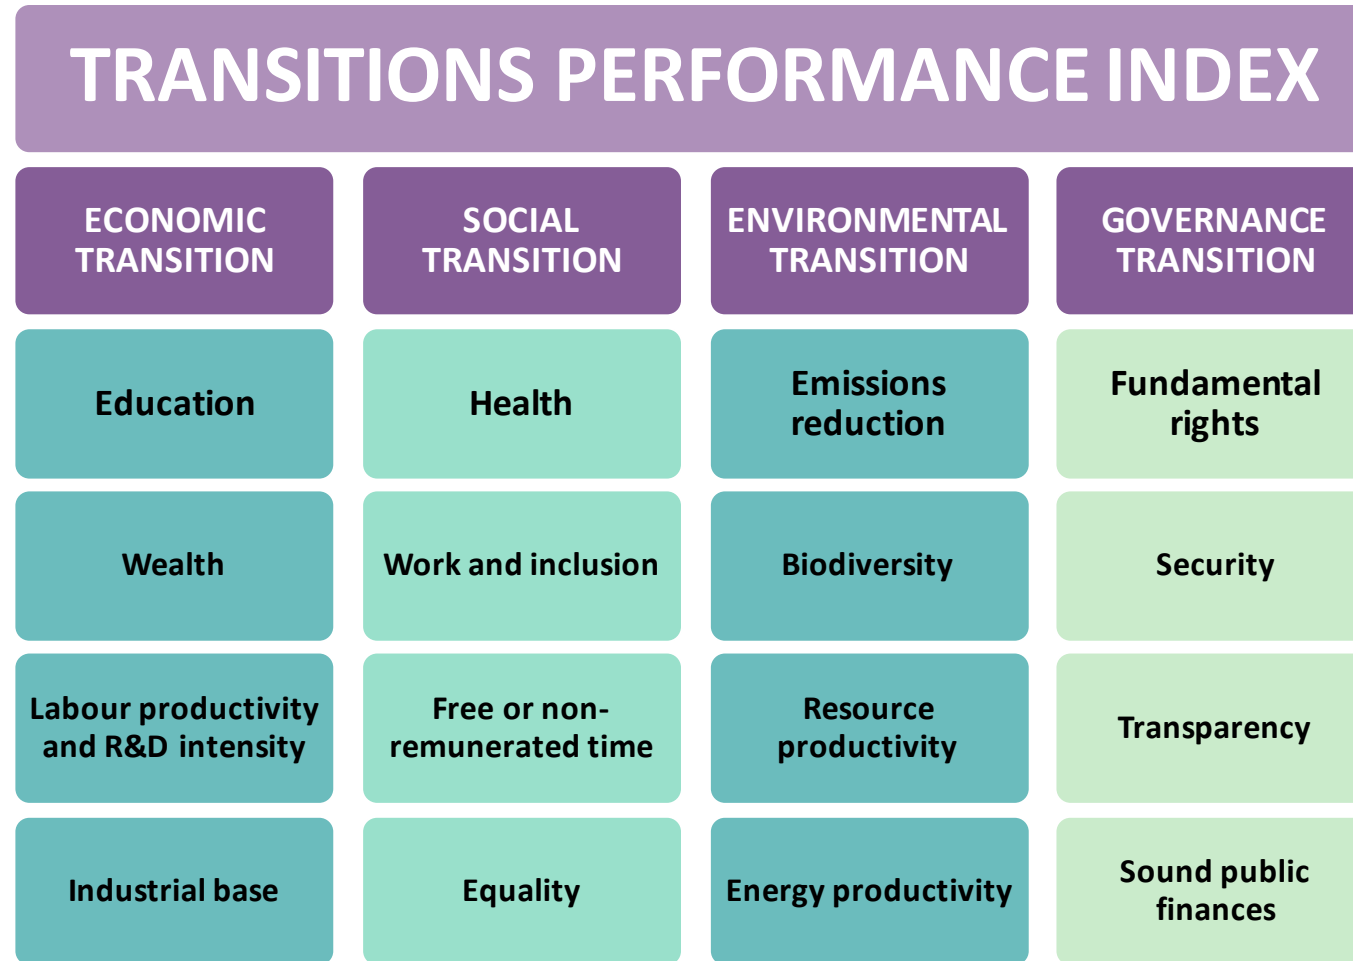 TRANSITIONS PERFORMANCE INDEX
ECONOMIC
TRANSITION
SOCIAL
TRANSITION
ENVIRONMENTAL
TRANSITION
GOVERNANCE
TRANSITION
Education
Health
Emissions
reduction
Fundamental
rights
Wealth
Work and inclusion
Biodiversity
Security
Labour productivity
and R&D intensity
Free or non-
remunerated time
Resource
productivity
Transparency
Industrial base
Equality
Energy productivity
Sound public
finances